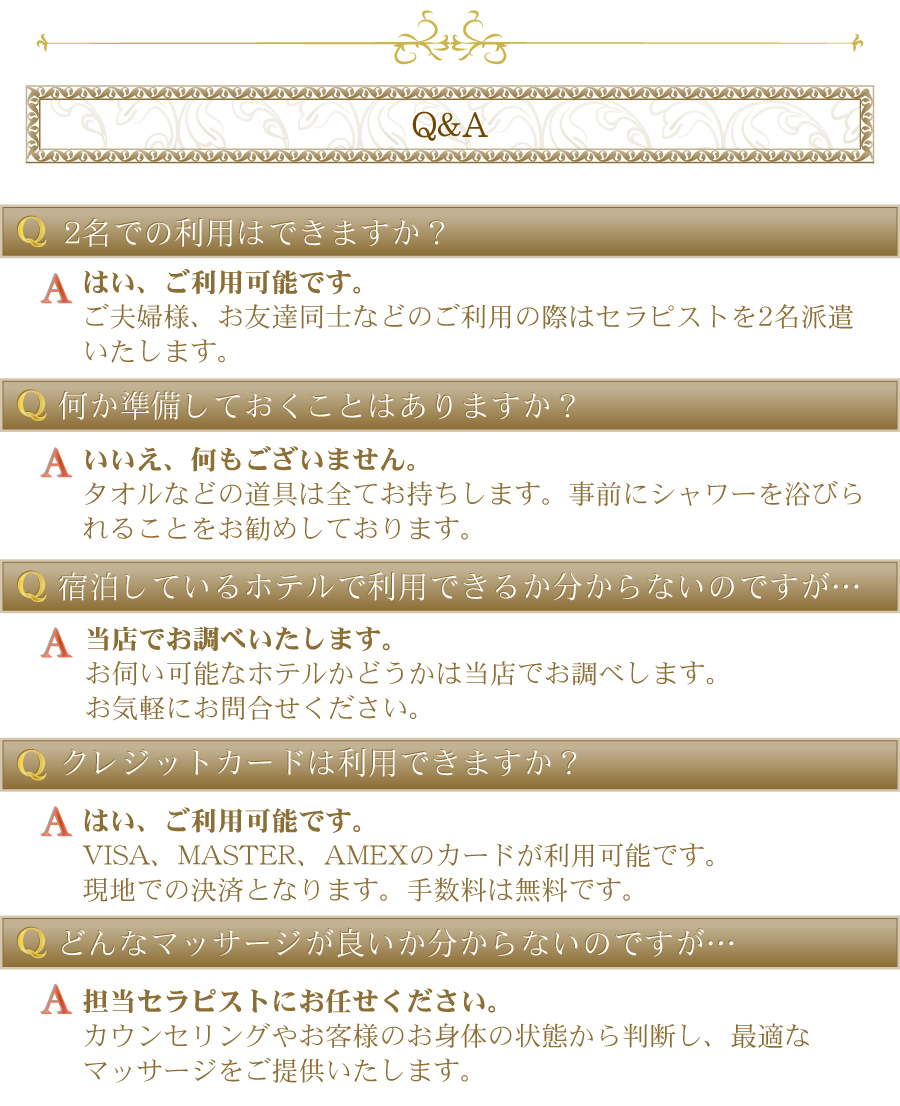 Q&A
Q 2名での利用はできますか？
A はい、ご利用可能です。
ご夫婦様、お友達同士などのご利用の際はセラピストを2名派遣
いたします。
Q 何か準備しておくことはありますか？
A いいえ、何もございません。
タオルなどの道具は全てお持ちします。事前にシャワーを浴びら
れることをお勧めしております。
Q 宿泊しているホテルで利用できるか分からないのですが…
A 当店でお調べいたします。
お伺い可能なホテルかどうかは当店でお調べします。
お気軽にお問合せください。
Q クレジットカードは利用できますか？
A はい、ご利用可能です。
VISA、MASTER、AMEXのカードが利用可能です。
現地での決済となります。手数料は無料です。
Q どんなマッサージが良いか分からないのですが…
A 担当セラピストにお任せください。
カウンセリングやお客様のお身体の状態から判断し、最適な
マッサージをご提供いたします。